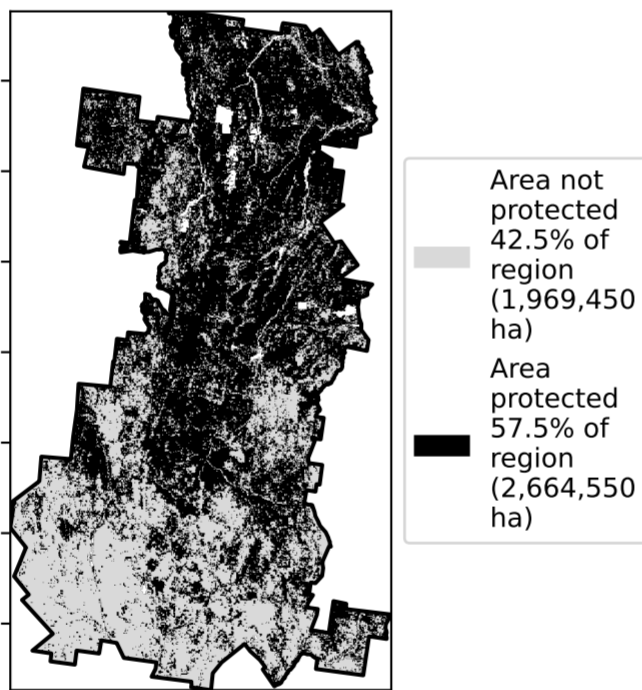 Area not
protected
42.5% of
region
(1,969,450
ha)
Area
protected
57.5% of
region
(2,664,550
ha)